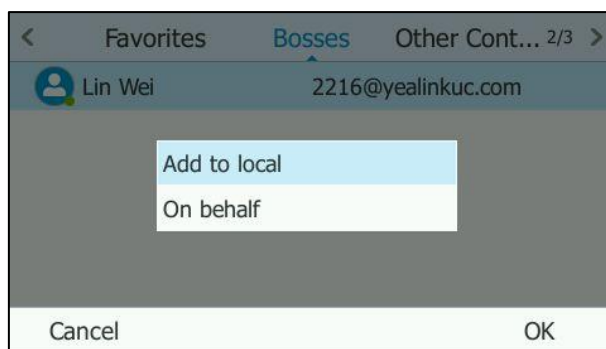 < Favorites Bosses Other Cont... 2/3 >
Lin Wei 2216@yealinkuc.com
Add to local
On behalf
Cancel OK